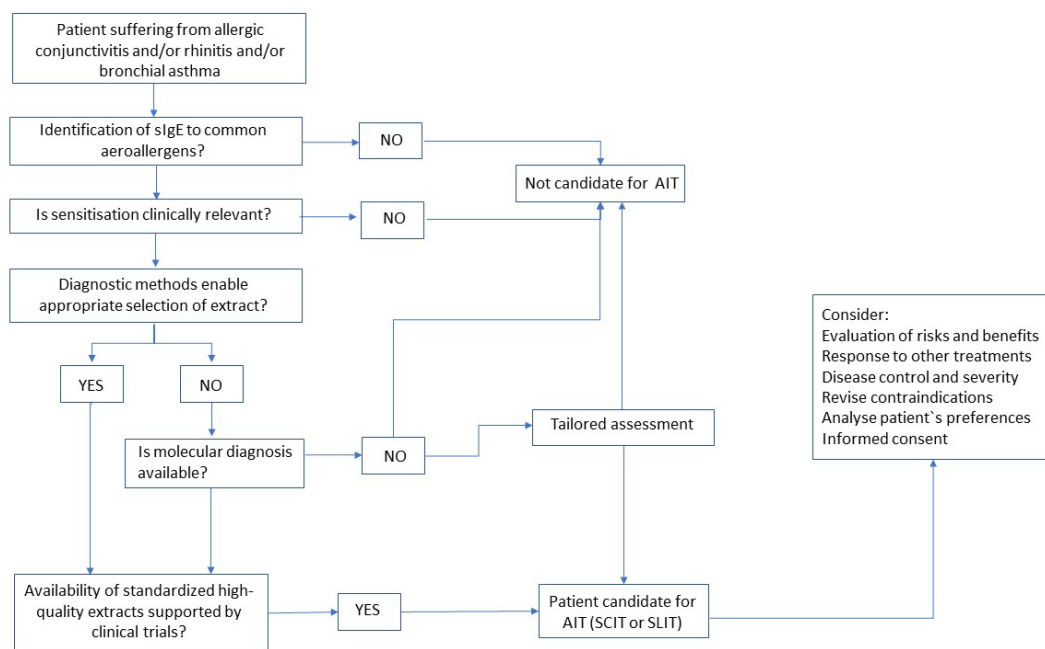 Patient suffering from allergic
conjunctivitis and/or rhinitis and/or
bronchial asthma
Identification of sIgE to common
aeroallergens?
NO
Not candidate for AIT
Is sensitisation clinically relevant?
NO
Diagnostic methods enable
appropriate selection of extract?
YES
NO
Is molecular diagnosis
available?
NO
Tailored assessment
Consider:
Evaluation of risks and benefits
Response to other treatments
Disease control and severity
Revise contraindications
Analyse patient`s preferences
Informed consent
Availability of standardized high-
quality extracts supported by
clinical trials?
YES
Patient candidate for
AIT (SCIT or SLIT)